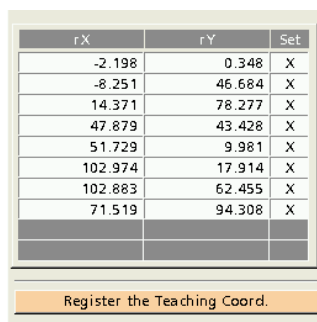 rX rY Set
-2.198 0.348 X
-8.251 46.684 X
14.371 78.277 X
47.879 43.428 X
51.729 9.981 X
102.974 17.914 X
102.883 62.455 X
71.519 94.308 X
Register the Teaching Coord.